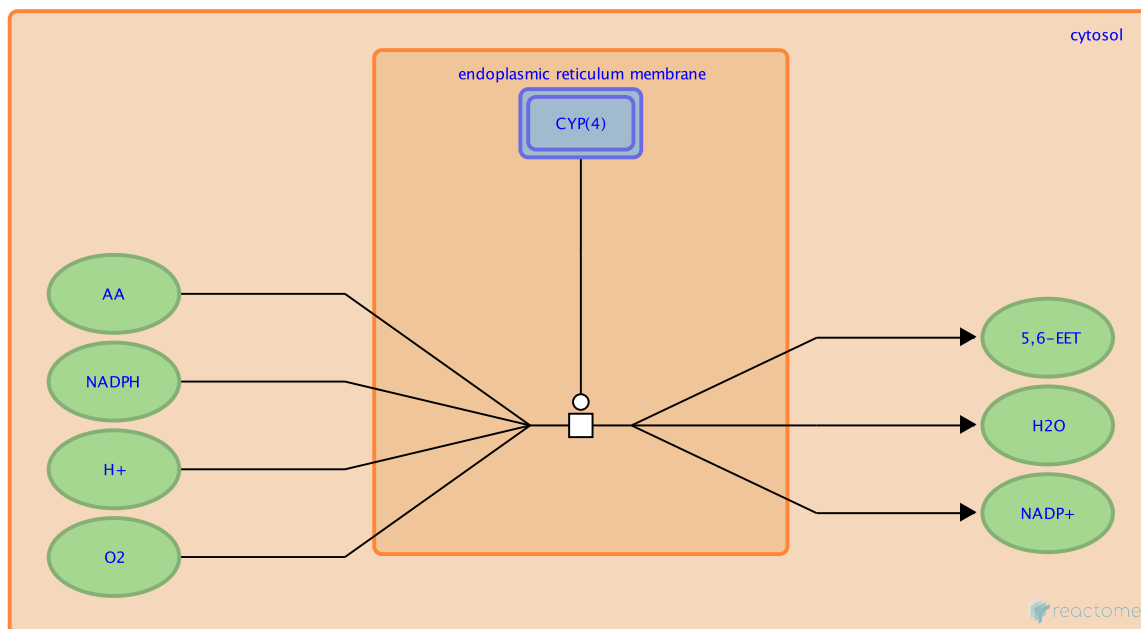 cytosol
endoplasmic reticulum membrane
CYP(4)
AA
NADPH
H+
O2
5,6-EET
H2O
NADP+
reactome